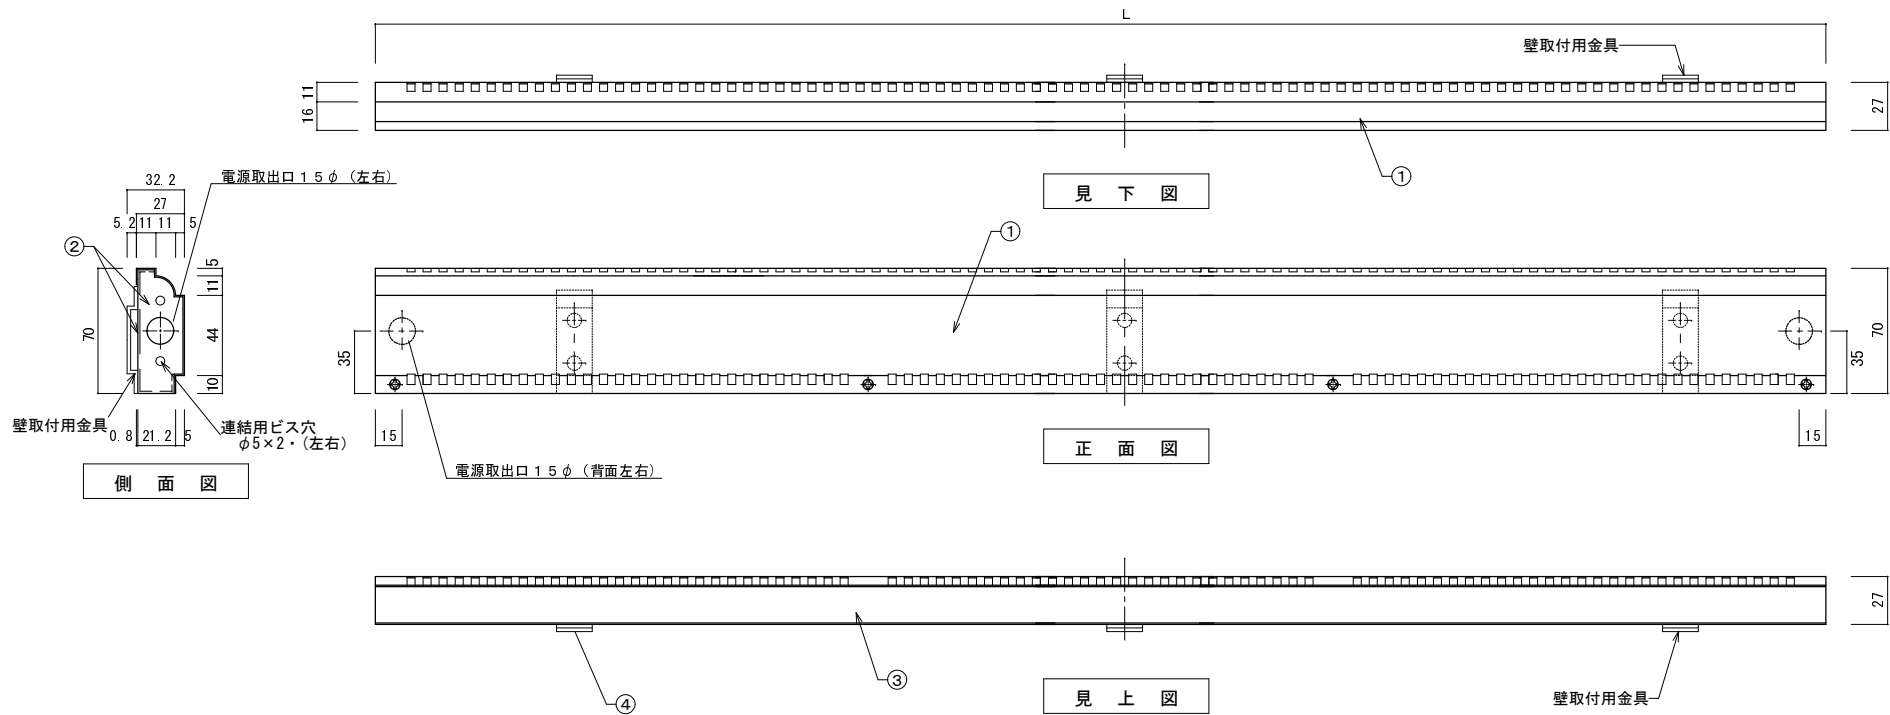 L
壁取付用金具
11
16
27
①
見 下 図
電源取出口１５φ（左右）
32.2
27
5.2
11
11
5
②
5
11
70
44
10
壁取付用金具
0.8
21.2
5
連結用ビス穴
φ5×2・(左右)
側 面 図
①
35
70
35
15
15
電源取出口１５φ（背面左右）
正 面 図
27
③
④
見 上 図
壁取付用金具